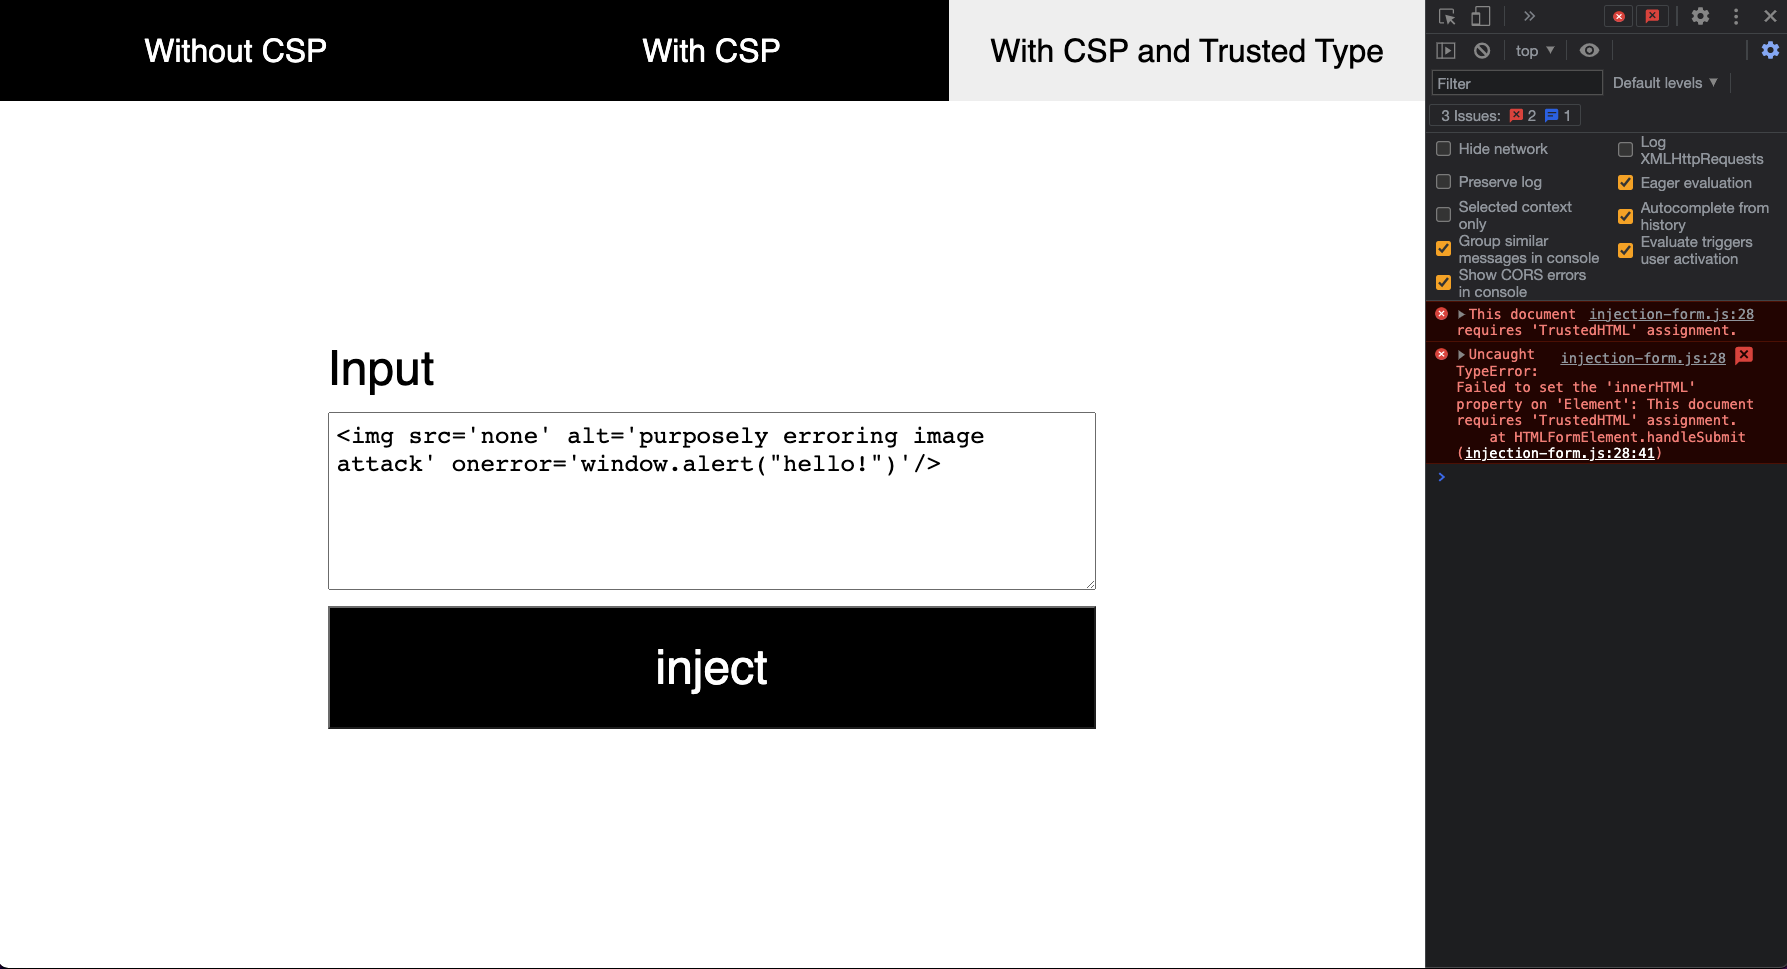 Without CSP
With CSP
With CSP and Trusted Type
Input
<img src='none' alt='purposely erroring image
attack' onerror='window.alert("hello!")'/>
inject
top
Filter
Default levels
3 Issues: 2 1
Hide network
Log
XMLHttpRequests
Preserve log
Eager evaluation
Selected context
only
Autocomplete from
history
Group similar
messages in console
Evaluate triggers
user activation
Show CORS errors
in console
This document injection-form.js:28
requires 'TrustedHTML' assignment.
Uncaught injection-form.js:28
TypeError:
Failed to set the 'innerHTML'
property on 'Element': This document
requires 'TrustedHTML' assignment.
at HTMLFormElement.handleSubmit
(injection-form.js:28:41)